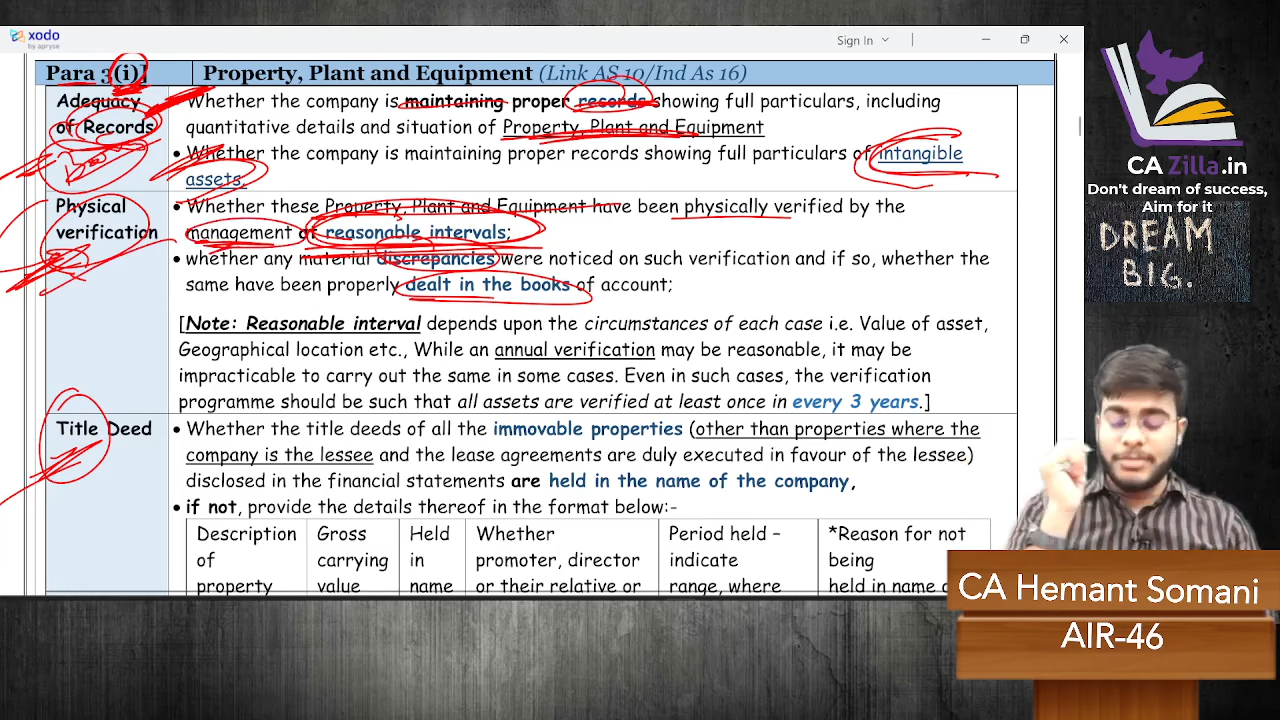 xodo
by apryse
Sign In
Para 3(i)] Property, Plant and Equipment (Link AS 10/Ind As 16)
Adequacy of Records
Whether the company is maintaining proper records showing full particulars, including
quantitative details and situation of Property, Plant and Equipment
• Whether the company is maintaining proper records showing full particulars of intangible
assets;
Physical verification
• Whether these Property, Plant and Equipment have been physically verified by the
management at reasonable intervals;
• whether any material discrepancies were noticed on such verification and if so, whether the
same have been properly dealt in the books of account;
[Note: Reasonable interval depends upon the circumstances of each case i.e. Value of asset,
Geographical location etc., While an annual verification may be reasonable, it may be
impracticable to carry out the same in some cases. Even in such cases, the verification
programme should be such that all assets are verified at least once in every 3 years.]
Title Deed
• Whether the title deeds of all the immovable properties (other than properties where the
company is the lessee and the lease agreements are duly executed in favour of the lessee)
disclosed in the financial statements are held in the name of the company,
• if not, provide the details thereof in the format below:-
Description of property
Gross carrying value
Held in name
Whether promoter, director or their relative or
Period held – indicate range, where
*Reason for not being held in name
CA Zilla.in
Don't dream of success,
Aim for it
DREAM
BIG.
CA Hemant Somani
AIR-46